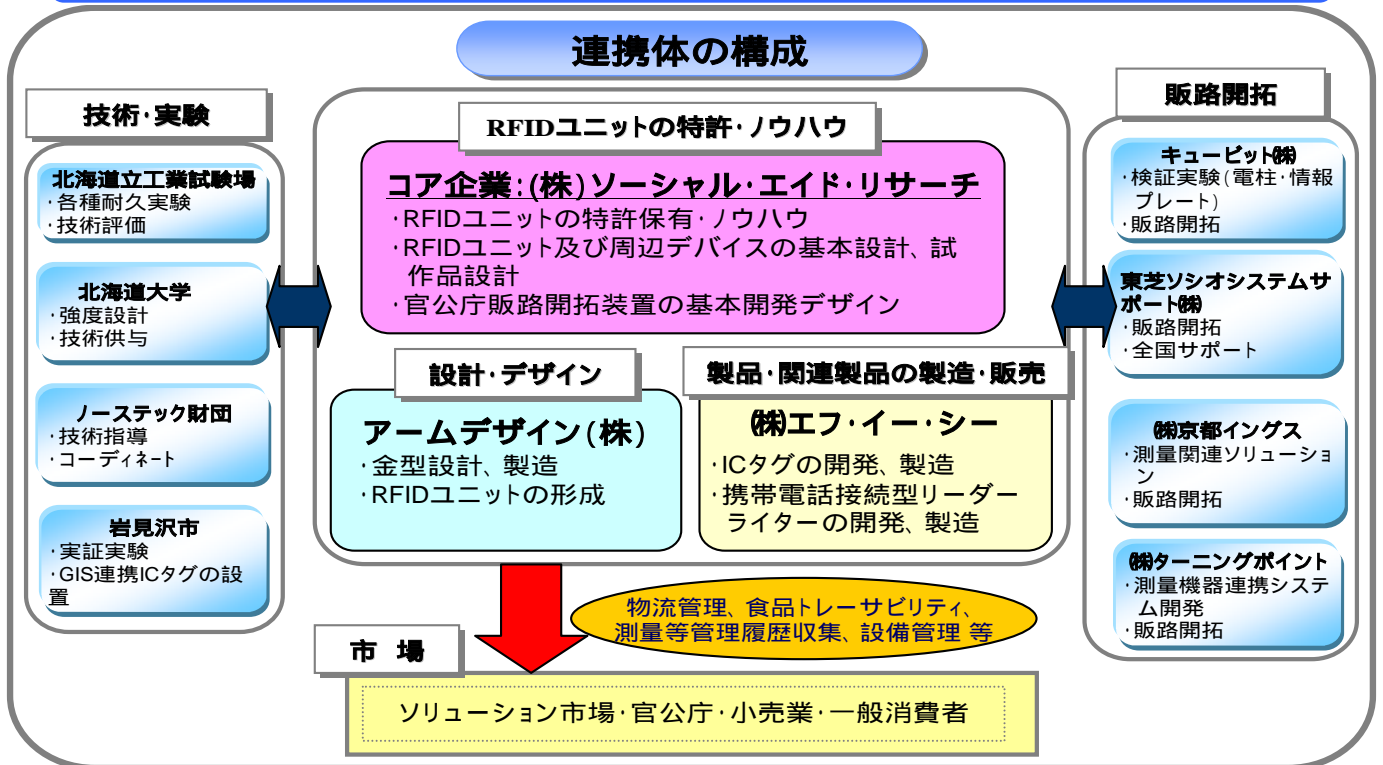 連携体の構成
技術・実験
北海道立工業試験場
・各種耐久実験
・技術評価
北海道大学
・強度設計
・技術供与
ノーステック財団
・技術指導
・コーディネート
岩見沢市
・実証実験
・GIS連携ICタグの設
置
RFIDユニットの特許・ノウハウ
コア企業:(株)ソーシャル・エイド・リサーチ
・RFIDユニットの特許保有・ノウハウ
・RFIDユニット及び周辺デバイスの基本設計、試
作品設計
・官公庁販路開拓装置の基本開発デザイン
設計・デザイン
アームデザイン(株)
・金型設計、製造
・RFIDユニットの形成
製品・関連製品の製造・販売
㈱エフ・イー・シー
・ICタグの開発、製造
・携帯電話接続型リーダー
ライターの開発、製造
販路開拓
キュービット㈱
・検証実験(電柱・情報
プレート)
・販路開拓
東芝ソシオシステムサ
ポート㈱
・販路開拓
・全国サポート
㈱京都イングス
・測量関連ソリューショ
ン
・販路開拓
㈱ターニングポイント
・測量機器連携システ
ム開発
・販路開拓
物流管理、食品トレーサビリティ、
測量等管理履歴収集、設備管理 等
市 場
ソリューション市場・官公庁・小売業・一般消費者